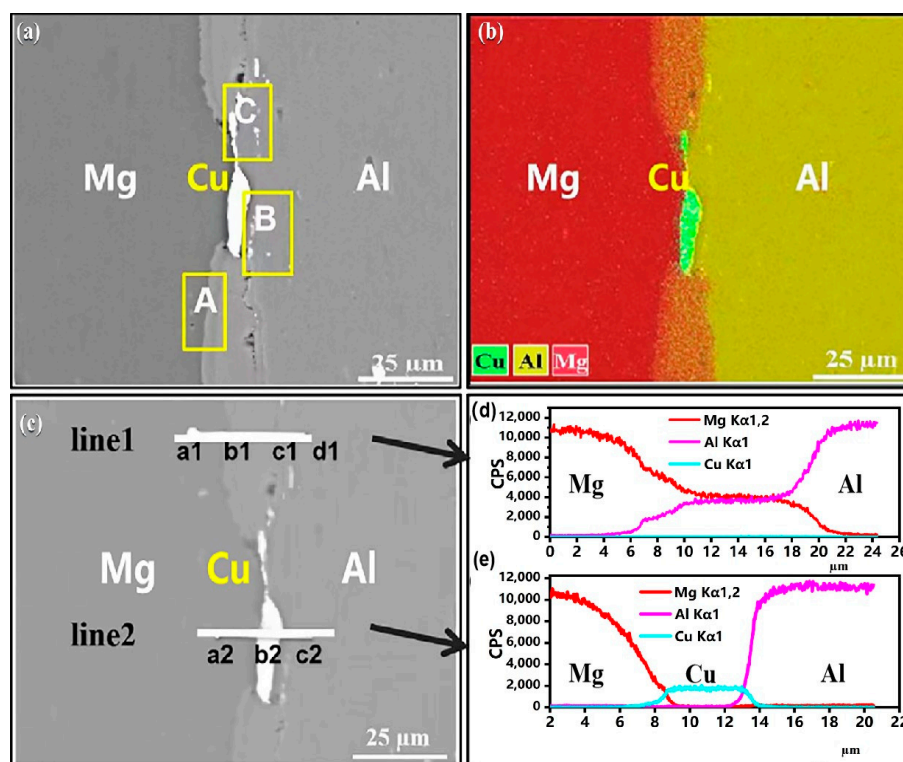 (a)
C
Mg Cu Al
B
A
25 μm
(b)
Mg Cu Al
Cu Al Mg
25 μm
(c)
line1
a1 b1 c1 d1
Mg Cu Al
line2
a2 b2 c2
25 μm
(d)
12,000
10,000
8,000
6,000
4,000
2,000
0
CPS
Mg Kα1,2
Al Kα1
Cu Kα1
Mg Al
0 2 4 6 8 10 12 14 16 18 20 22 24 26
μm
(e)
12,000
10,000
8,000
6,000
4,000
2,000
0
CPS
Mg Kα1,2
Al Kα1
Cu Kα1
Mg Cu Al
2 4 6 8 10 12 14 16 18 20 22
μm